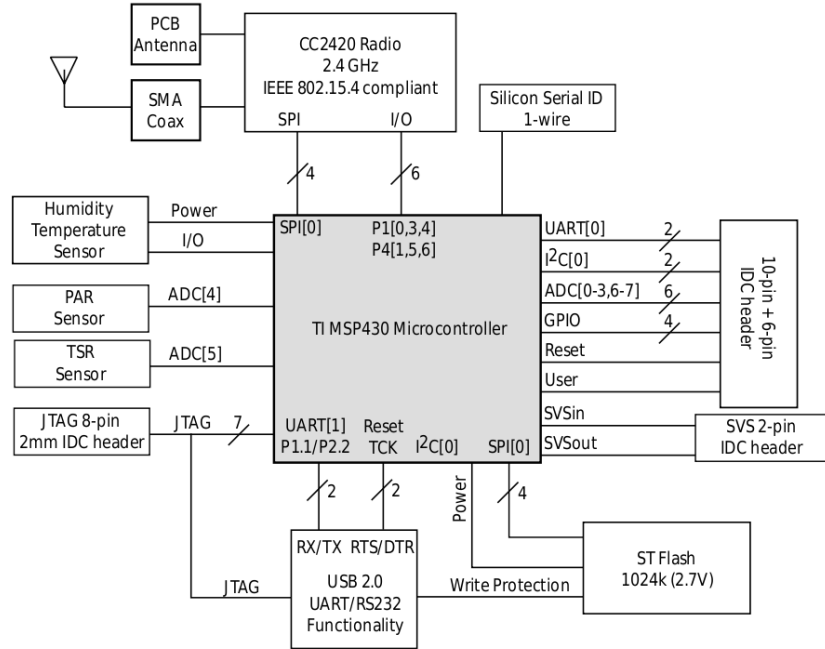 PCB
Antenna
CC2420 Radio
2.4 GHz
IEEE 802.15.4 compliant
SPI
I/O
SMA
Coax
Silicon Serial ID
1-wire
4
6
Humidity
Temperature
Sensor
Power
I/O
SPI[0]
P1[0,3,4]
P4[1,5,6]
UART[0]
2
I²C[0]
2
ADC[0-3,6-7]
6
GPIO
4
Reset
User
10-pin + 6-pin
IDC header
PAR
Sensor
ADC[4]
TI MSP430 Microcontroller
TSR
Sensor
ADC[5]
JTAG 8-pin
2mm IDC header
JTAG
7
UART[1]
P1.1/P2.2
Reset
TCK
I²C[0]
SPI[0]
SVSin
SVSout
SVS 2-pin
IDC header
2
2
Power
4
RX/TX
RTS/DTR
USB 2.0
UART/RS232
Functionality
JTAG
Write Protection
ST Flash
1024k (2.7V)